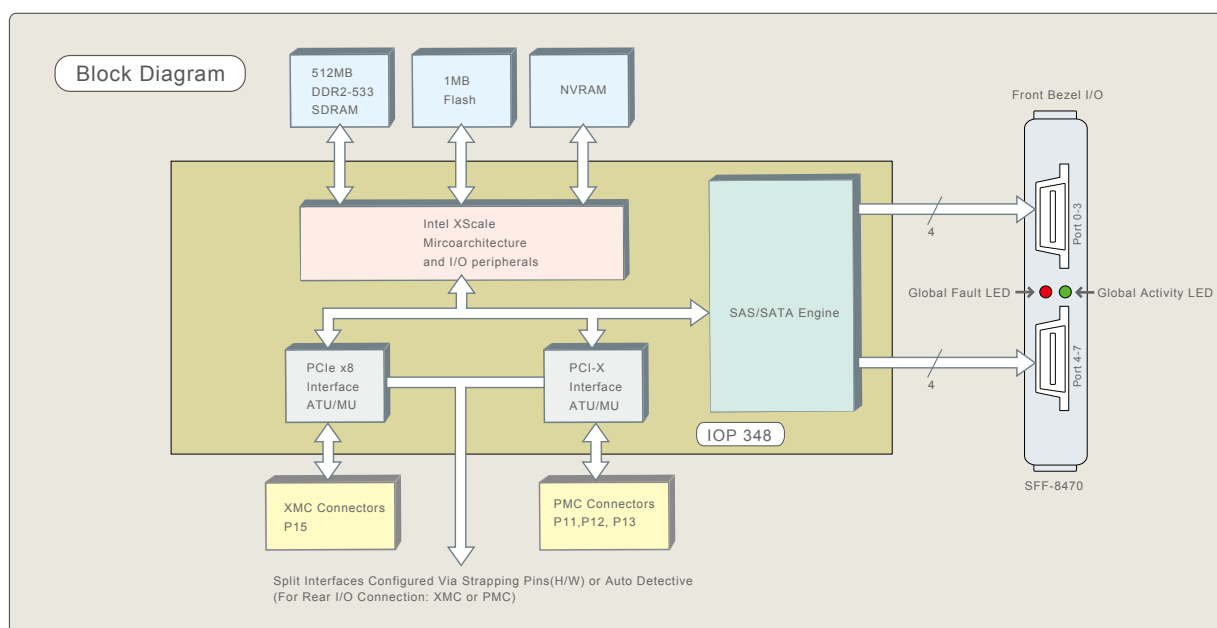 Block Diagram
512MB
DDR2-533
SDRAM
1MB
Flash
NVRAM
Front Bezel I/O
Intel XScale
Mircoarchitecture
and I/O peripherals
SAS/SATA Engine
4
Port 0-3
Global Fault LED
Global Activity LED
PCIe x8
Interface
ATU/MU
PCI-X
Interface
ATU/MU
4
Port 4-7
IOP 348
SFF-8470
XMC Connectors
P15
PMC Connectors
P11,P12, P13
Split Interfaces Configured Via Strapping Pins(H/W) or Auto Detective
(For Rear I/O Connection: XMC or PMC)